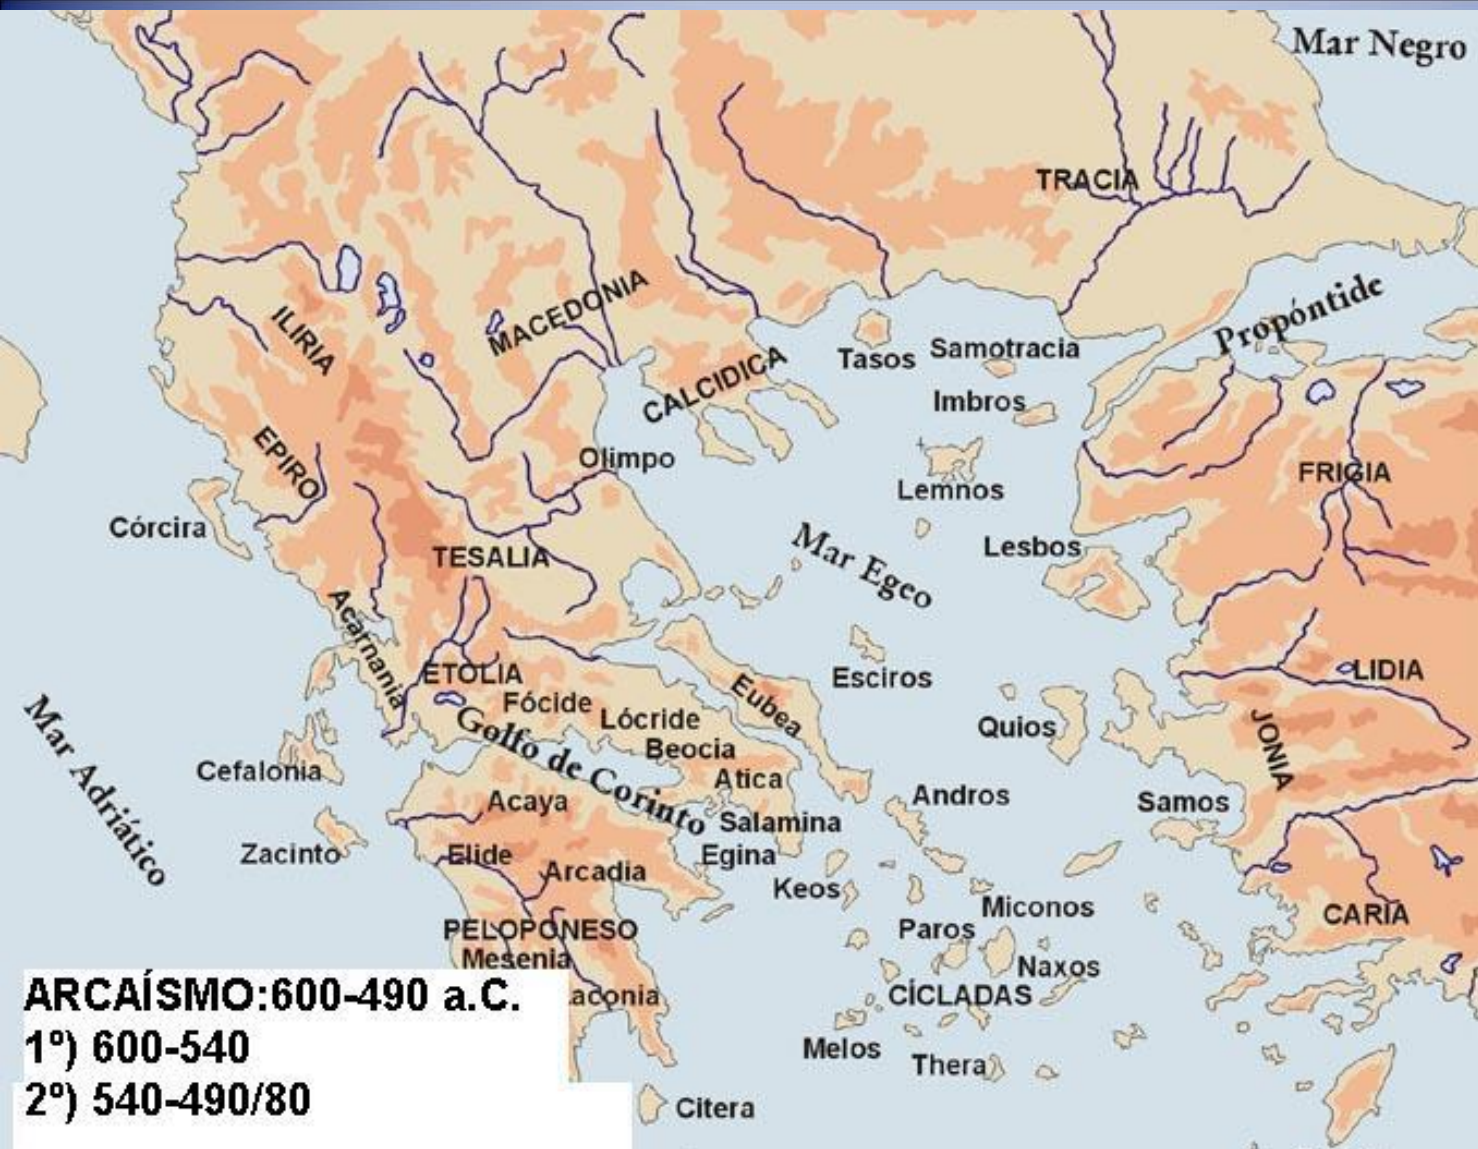 Mar Negro
TRACIA
Propóntide
MACEDONIA
ILIRIA
CALCIDICA
Tasos
Samotracia
Imbros
EPIRO
Olimpo
Lemnos
FRIGIA
Córcira
TESALIA
Mar Egeo
Lesbos
Acarnania
ETOLIA
Esciros
LIDIA
Fócide
Eubea
Lócride
Quios
JONIA
Golfo de Corinto
Beocia
Mar Adriático
Cefalonia
Atica
Acaya
Andros
Samos
Salamina
Zacinto
Elide
Egina
Arcadia
Keos
Miconos
CARIA
PELOPONESO
Paros
Mesenia
Naxos
aconia
CÍCLADAS
Melos
Thera
Citera
ARCAÍSMO:600-490 a.C.
1º) 600-540
2º) 540-490/80